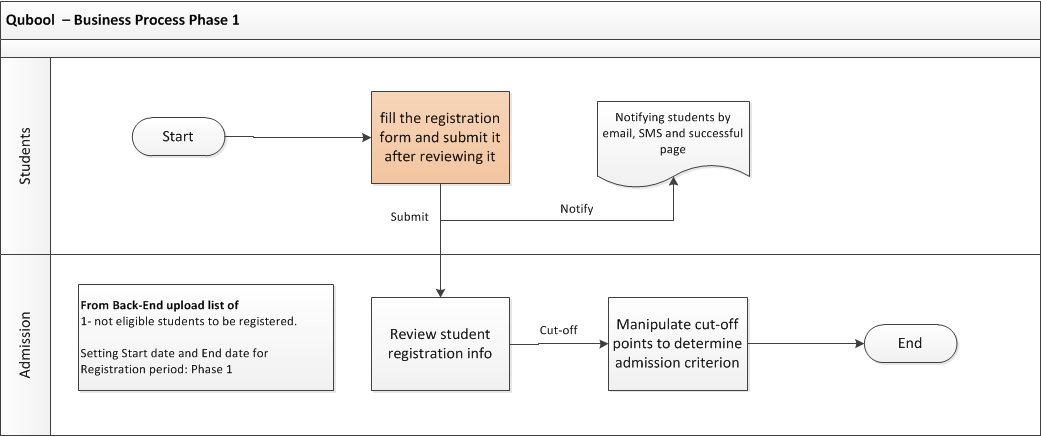 Qubool – Business Process Phase 1
Students
Start
fill the registration
form and submit it
after reviewing it
Notifying students by
email, SMS and successful
page
Submit
Notify
Admission
From Back-End upload list of
1- not eligible students to be registered.
Setting Start date and End date for
Registration period: Phase 1
Review student
registration info
Cut-off
Manipulate cut-off
points to determine
admission criterion
End